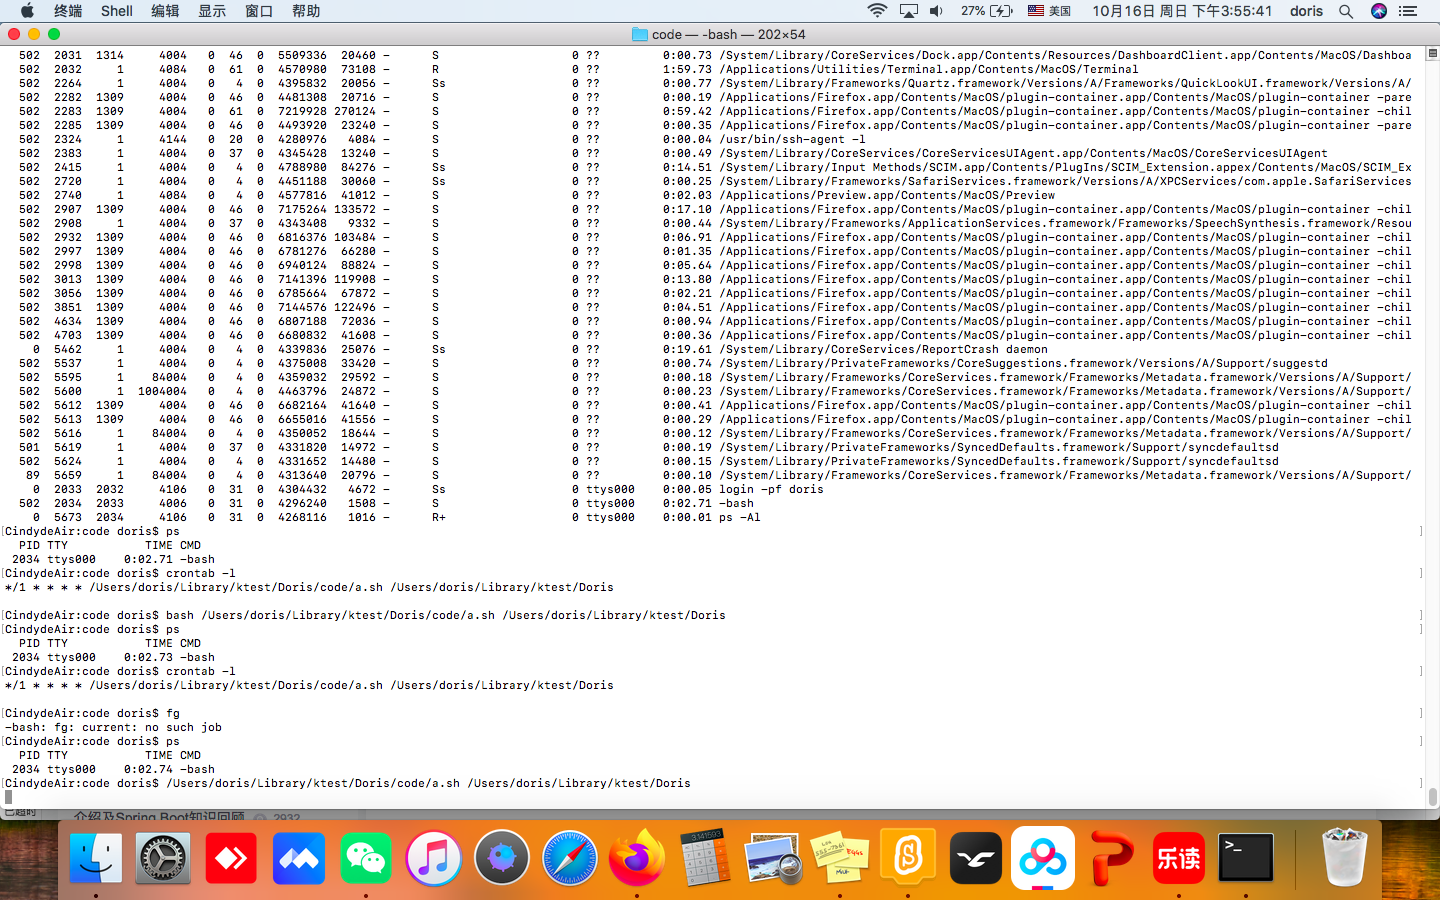 终端 Shell 编辑 显示 窗口 帮助 27% 美国 10月16日 周日 下午3:55:41 doris
code — -bash — 202×54
502 2031 1314 4004 0 46 0 5509336 20460 - S 0 ?? 0:00.73 /System/Library/CoreServices/Dock.app/Contents/Resources/DashboardClient.app/Contents/MacOS/Dashboa
502 2032 1 4084 0 61 0 4570980 73108 - R 0 ?? 1:59.73 /Applications/Utilities/Terminal.app/Contents/MacOS/Terminal
502 2264 1 4004 0 4 0 4395832 20056 - Ss 0 ?? 0:00.77 /System/Library/Frameworks/Quartz.framework/Versions/A/Frameworks/QuickLookUI.framework/Versions/A/
502 2282 1309 4004 0 46 0 4481308 20716 - S 0 ?? 0:00.19 /Applications/Firefox.app/Contents/MacOS/plugin-container.app/Contents/MacOS/plugin-container -pare
502 2283 1309 4004 0 61 0 7219928 270124 - S 0 ?? 0:59.42 /Applications/Firefox.app/Contents/MacOS/plugin-container.app/Contents/MacOS/plugin-container -chil
502 2285 1309 4004 0 46 0 4493920 23240 - S 0 ?? 0:00.35 /Applications/Firefox.app/Contents/MacOS/plugin-container.app/Contents/MacOS/plugin-container -pare
502 2324 1 4144 0 20 0 4280976 4084 - S 0 ?? 0:00.04 /usr/bin/ssh-agent -l
502 2383 1 4004 0 37 0 4345428 13240 - S 0 ?? 0:00.49 /System/Library/CoreServices/CoreServicesUIAgent.app/Contents/MacOS/CoreServicesUIAgent
502 2415 1 4004 0 4 0 4788980 84276 - Ss 0 ?? 0:14.51 /System/Library/Input Methods/SCIM.app/Contents/PlugIns/SCIM_Extension.appex/Contents/MacOS/SCIM_Ex
502 2720 1 4004 0 4 0 4451188 30060 - Ss 0 ?? 0:00.25 /System/Library/Frameworks/SafariServices.framework/Versions/A/XPCServices/com.apple.SafariServices
502 2740 1 4084 0 4 0 4577816 41012 - S 0 ?? 0:02.03 /Applications/Preview.app/Contents/MacOS/Preview
502 2907 1309 4004 0 46 0 7175264 133572 - S 0 ?? 0:17.10 /Applications/Firefox.app/Contents/MacOS/plugin-container.app/Contents/MacOS/plugin-container -chil
502 2908 1 4004 0 37 0 4343408 9332 - S 0 ?? 0:00.44 /System/Library/Frameworks/ApplicationServices.framework/Frameworks/SpeechSynthesis.framework/Resou
502 2932 1309 4004 0 46 0 6816376 103484 - S 0 ?? 0:06.91 /Applications/Firefox.app/Contents/MacOS/plugin-container.app/Contents/MacOS/plugin-container -chil
502 2997 1309 4004 0 46 0 6781276 66280 - S 0 ?? 0:01.35 /Applications/Firefox.app/Contents/MacOS/plugin-container.app/Contents/MacOS/plugin-container -chil
502 2998 1309 4004 0 46 0 6940124 88824 - S 0 ?? 0:05.64 /Applications/Firefox.app/Contents/MacOS/plugin-container.app/Contents/MacOS/plugin-container -chil
502 3013 1309 4004 0 46 0 7141396 119908 - S 0 ?? 0:13.80 /Applications/Firefox.app/Contents/MacOS/plugin-container.app/Contents/MacOS/plugin-container -chil
502 3056 1309 4004 0 46 0 6785664 67872 - S 0 ?? 0:02.21 /Applications/Firefox.app/Contents/MacOS/plugin-container.app/Contents/MacOS/plugin-container -chil
502 3851 1309 4004 0 46 0 7144576 122496 - S 0 ?? 0:04.51 /Applications/Firefox.app/Contents/MacOS/plugin-container.app/Contents/MacOS/plugin-container -chil
502 4634 1309 4004 0 46 0 6807188 72036 - S 0 ?? 0:00.94 /Applications/Firefox.app/Contents/MacOS/plugin-container.app/Contents/MacOS/plugin-container -chil
502 4703 1309 4004 0 46 0 6680832 41608 - S 0 ?? 0:00.36 /Applications/Firefox.app/Contents/MacOS/plugin-container.app/Contents/MacOS/plugin-container -chil
0 5462 1 4004 0 4 0 4339836 25076 - Ss 0 ?? 0:19.61 /System/Library/CoreServices/ReportCrash daemon
502 5537 1 4004 0 4 0 4375008 33420 - S 0 ?? 0:00.74 /System/Library/PrivateFrameworks/CoreSuggestions.framework/Versions/A/Support/suggestd
502 5595 1 84004 0 4 0 4359032 29592 - S 0 ?? 0:00.18 /System/Library/Frameworks/CoreServices.framework/Frameworks/Metadata.framework/Versions/A/Support/
502 5600 1 1004004 0 4 0 4463796 24872 - S 0 ?? 0:00.23 /System/Library/Frameworks/CoreServices.framework/Frameworks/Metadata.framework/Versions/A/Support/
502 5612 1309 4004 0 46 0 6682164 41640 - S 0 ?? 0:00.41 /Applications/Firefox.app/Contents/MacOS/plugin-container.app/Contents/MacOS/plugin-container -chil
502 5613 1309 4004 0 46 0 6655016 41556 - S 0 ?? 0:00.29 /Applications/Firefox.app/Contents/MacOS/plugin-container.app/Contents/MacOS/plugin-container -chil
502 5616 1 84004 0 4 0 4350052 18644 - S 0 ?? 0:00.12 /System/Library/Frameworks/CoreServices.framework/Frameworks/Metadata.framework/Versions/A/Support/
501 5619 1 4004 0 37 0 4331820 14972 - S 0 ?? 0:00.19 /System/Library/PrivateFrameworks/SyncedDefaults.framework/Support/syncdefaultsd
502 5624 1 4004 0 4 0 4331652 14480 - S 0 ?? 0:00.15 /System/Library/PrivateFrameworks/SyncedDefaults.framework/Support/syncdefaultsd
89 5659 1 84004 0 4 0 4313640 20796 - S 0 ?? 0:00.10 /System/Library/Frameworks/CoreServices.framework/Frameworks/Metadata.framework/Versions/A/Support/
0 2033 2032 4106 0 31 0 4304432 4672 - Ss 0 ttys000 0:00.05 login -pf doris
502 2034 2033 4006 0 31 0 4296240 1508 - S 0 ttys000 0:02.71 -bash
0 5673 2034 4106 0 31 0 4268116 1016 - R+ 0 ttys000 0:00.01 ps -Al
[CindydeAir:code doris$ ps ]
PID TTY TIME CMD
2034 ttys000 0:02.71 -bash
[CindydeAir:code doris$ crontab -l ]
*/1 * * * * /Users/doris/Library/ktest/Doris/code/a.sh /Users/doris/Library/ktest/Doris
[CindydeAir:code doris$ bash /Users/doris/Library/ktest/Doris/code/a.sh /Users/doris/Library/ktest/Doris ]
[CindydeAir:code doris$ ps ]
PID TTY TIME CMD
2034 ttys000 0:02.73 -bash
[CindydeAir:code doris$ crontab -l ]
*/1 * * * * /Users/doris/Library/ktest/Doris/code/a.sh /Users/doris/Library/ktest/Doris
[CindydeAir:code doris$ fg ]
-bash: fg: current: no such job
[CindydeAir:code doris$ ps ]
PID TTY TIME CMD
2034 ttys000 0:02.74 -bash
[CindydeAir:code doris$ /Users/doris/Library/ktest/Doris/code/a.sh /Users/doris/Library/ktest/Doris ]
已超时 介绍及Spring Boot知识回顾 2932
3141593
乐读
>_